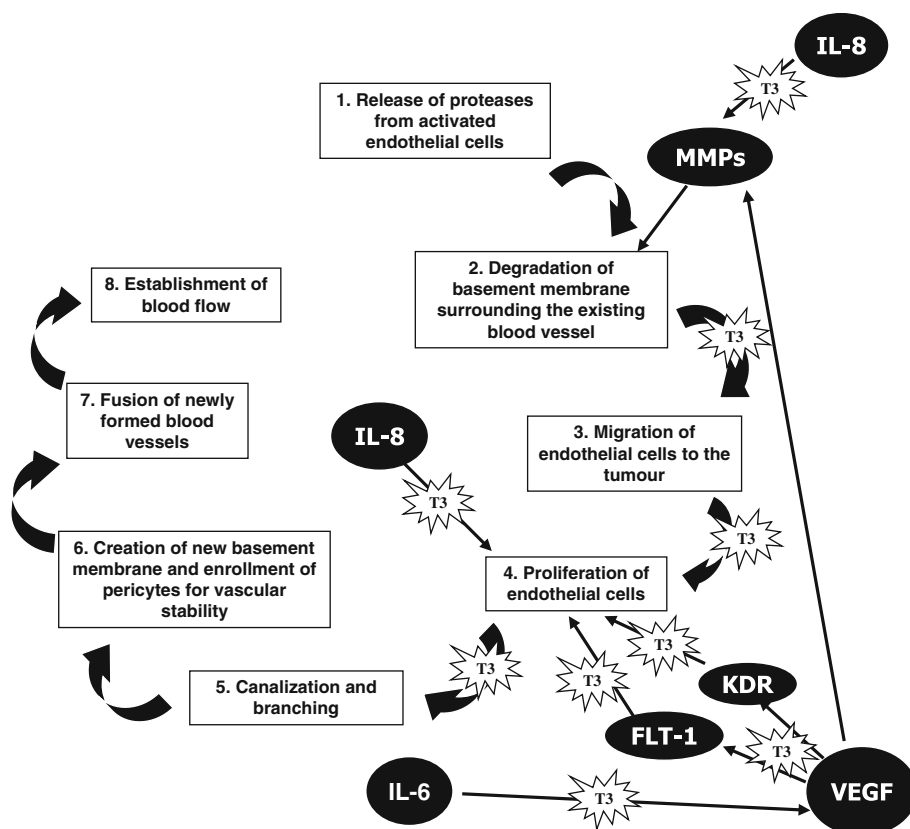 IL-8
T3
1. Release of proteases
from activated
endothelial cells
MMPs
2. Degradation of
basement membrane
surrounding the existing
blood vessel
T3
8. Establishment of
blood flow
7. Fusion of newly
formed blood
vessels
IL-8
T3
3. Migration of
endothelial cells to the
tumour
T3
6. Creation of new basement
membrane and enrollment of
pericytes for vascular
stability
4. Proliferation of
endothelial cells
T3
T3
T3
5. Canalization and
branching
KDR
FLT-1
T3
IL-6
T3
VEGF